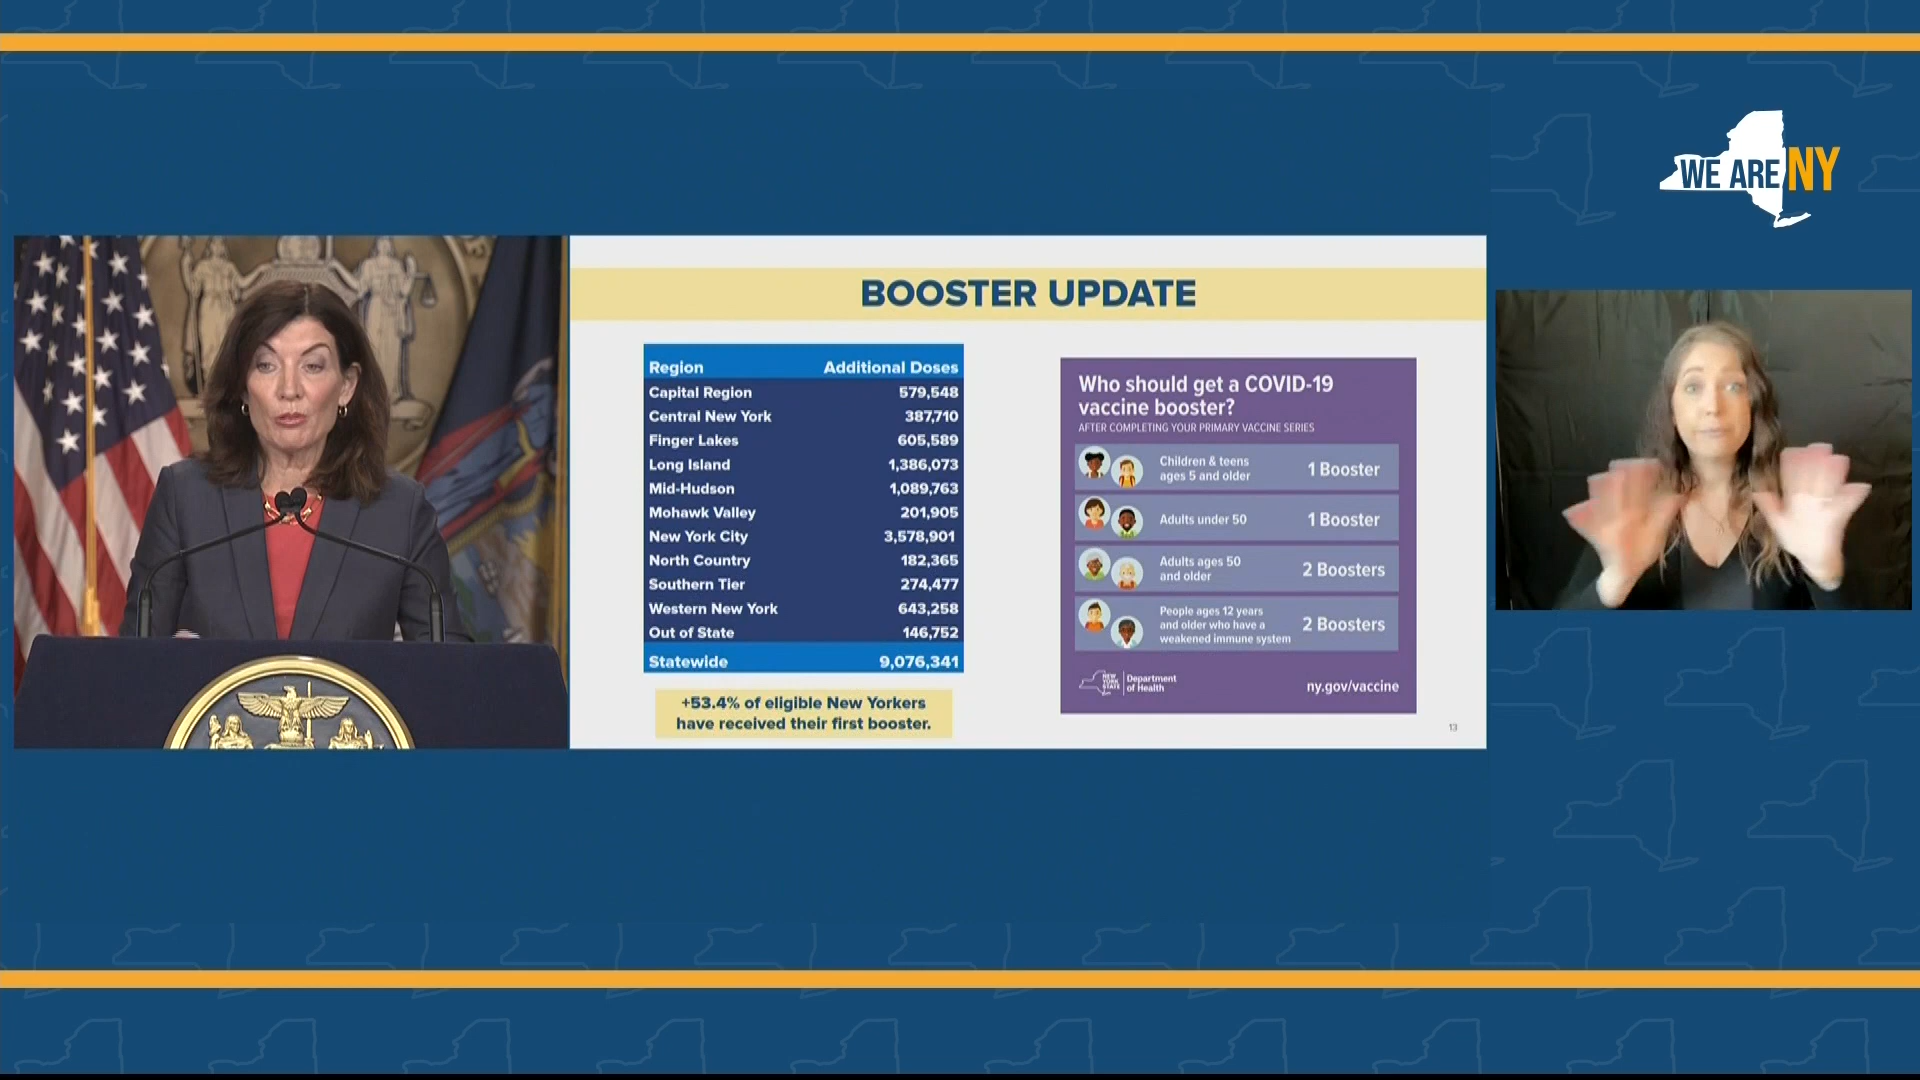 WE ARE NY
BOOSTER UPDATE
Region Additional Doses
Capital Region 579,548
Central New York 387,710
Finger Lakes 605,589
Long Island 1,386,073
Mid-Hudson 1,089,763
Mohawk Valley 201,905
New York City 3,578,901
North Country 182,365
Southern Tier 274,477
Western New York 643,258
Out of State 146,752
Statewide 9,076,341
+53.4% of eligible New Yorkers
have received their first booster.
Who should get a COVID-19
vaccine booster?
AFTER COMPLETING YOUR PRIMARY VACCINE SERIES
Children & teens
ages 5 and older
1 Booster
Adults under 50
1 Booster
Adults ages 50
and older
2 Boosters
People ages 12 years
and older who have a
weakened immune system
2 Boosters
NEW
YORK
STATE
Department
of Health
ny.gov/vaccine
13